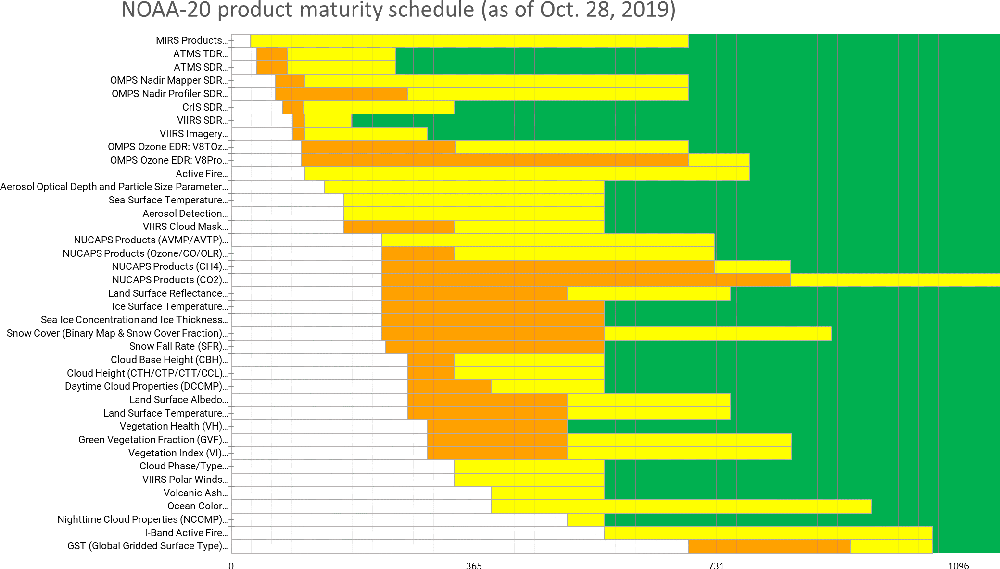 NOAA-20 product maturity schedule (as of Oct. 28, 2019)
MiRS Products...
ATMS TDR...
ATMS SDR...
OMPS Nadir Mapper SDR...
OMPS Nadir Profiler SDR...
CrIS SDR...
VIIRS SDR...
VIIRS Imagery...
OMPS Ozone EDR: V8TOz...
OMPS Ozone EDR: V8Pro...
Active Fire...
Aerosol Optical Depth and Particle Size Parameter...
Sea Surface Temperature...
Aerosol Detection...
VIIRS Cloud Mask...
NUCAPS Products (AVMP/AVTP)...
NUCAPS Products (Ozone/CO/OLR)...
NUCAPS Products (CH4)...
NUCAPS Products (CO2)...
Land Surface Reflectance...
Ice Surface Temperature...
Sea Ice Concentration and Ice Thickness...
Snow Cover (Binary Map & Snow Cover Fraction)...
Snow Fall Rate (SFR)...
Cloud Base Height (CBH)...
Cloud Height (CTH/CTP/CTT/CCL)...
Daytime Cloud Properties (DCOMP)...
Land Surface Albedo...
Land Surface Temperature...
Vegetation Health (VH)...
Green Vegetation Fraction (GVF)...
Vegetation Index (VI)...
Cloud Phase/Type...
VIIRS Polar Winds...
Volcanic Ash...
Ocean Color...
Nighttime Cloud Properties (NCOMP)...
I-Band Active Fire...
GST (Global Gridded Surface Type)...
0 365 731 1096